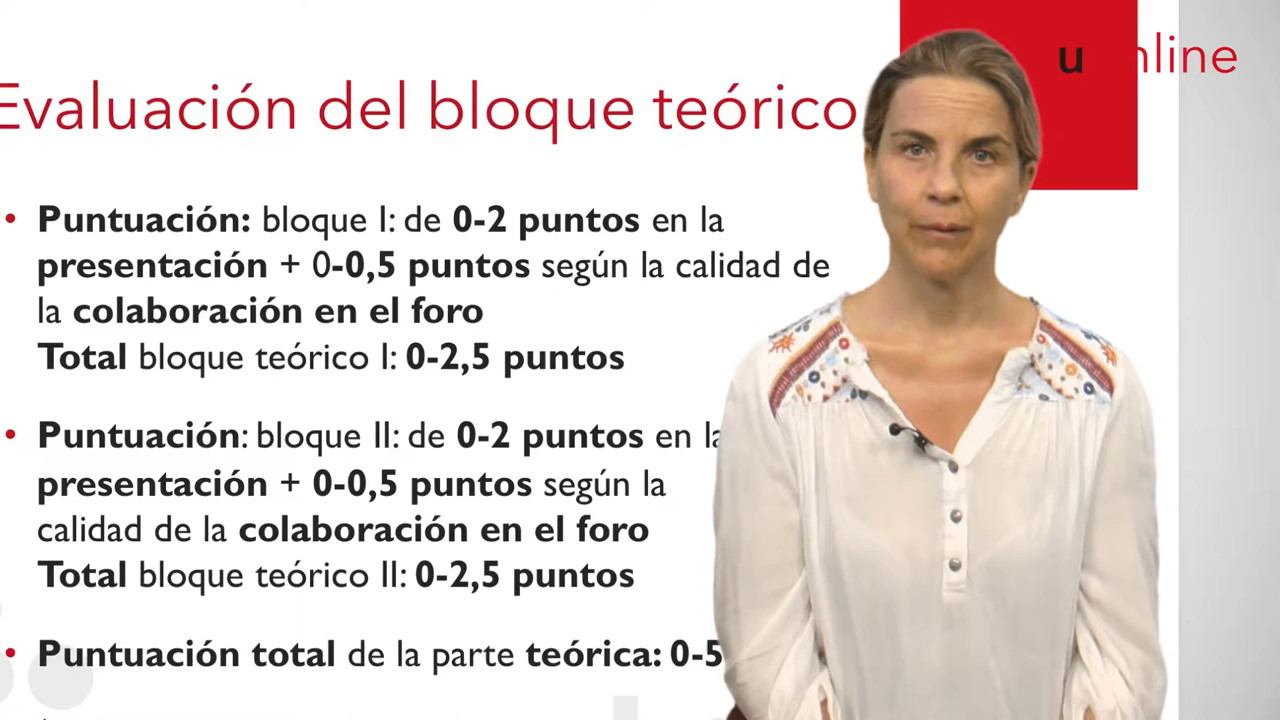 u nline
Evaluación del bloque teórico
• Puntuación: bloque I: de 0-2 puntos en la
presentación + 0-0,5 puntos según la calidad de
la colaboración en el foro
Total bloque teórico I: 0-2,5 puntos
• Puntuación: bloque II: de 0-2 puntos en la
presentación + 0-0,5 puntos según la
calidad de la colaboración en el foro
Total bloque teórico II: 0-2,5 puntos
• Puntuación total de la parte teórica: 0-5